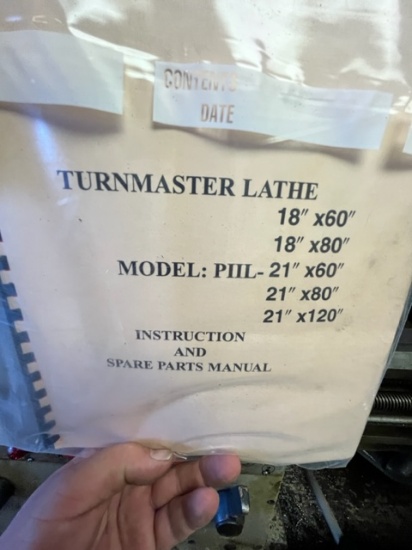 CONTENTS
DATE
TURNMASTER LATHE
18" x60"
18" x80"
MODEL: PIIL- 21" x60"
21" x80"
21" x120"
INSTRUCTION
AND
SPARE PARTS MANUAL